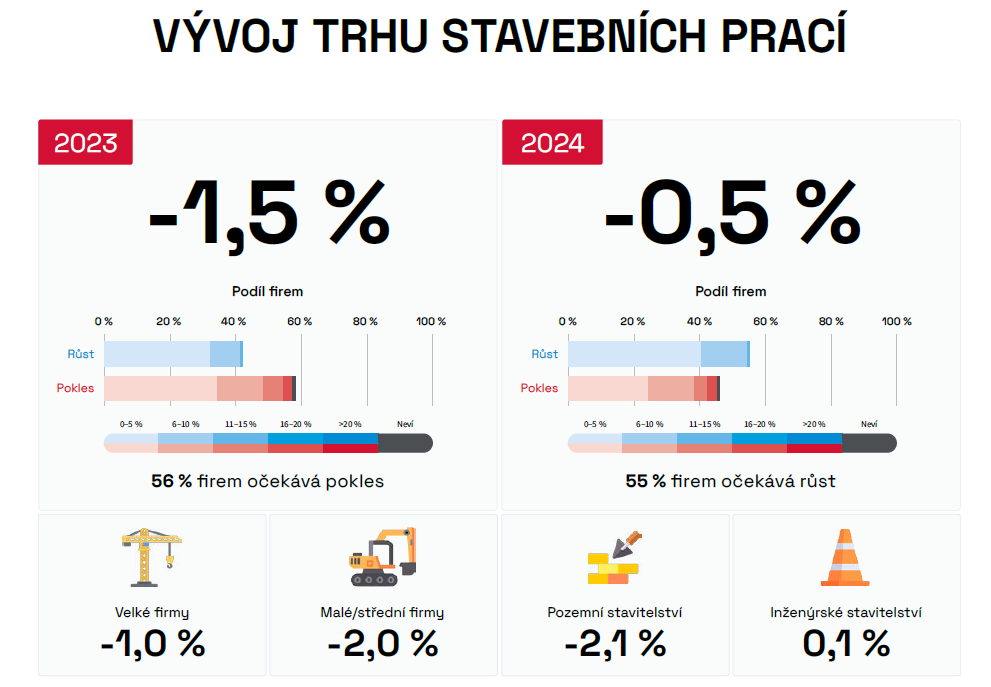 VÝVOJ TRHU STAVEBNÍCH PRACÍ
2023
-1,5 %
Podíl firem
0 % 20 % 40 % 60 % 80 % 100 %
Růst
Pokles
0–5 % 6–10 % 11–15 % 16–20 % >20 % Neví
56 % firem očekává pokles
2024
-0,5 %
Podíl firem
0 % 20 % 40 % 60 % 80 % 100 %
Růst
Pokles
0–5 % 6–10 % 11–15 % 16–20 % >20 % Neví
55 % firem očekává růst
Velké firmy
-1,0 %
Malé/střední firmy
-2,0 %
Pozemní stavitelství
-2,1 %
Inženýrské stavitelství
0,1 %